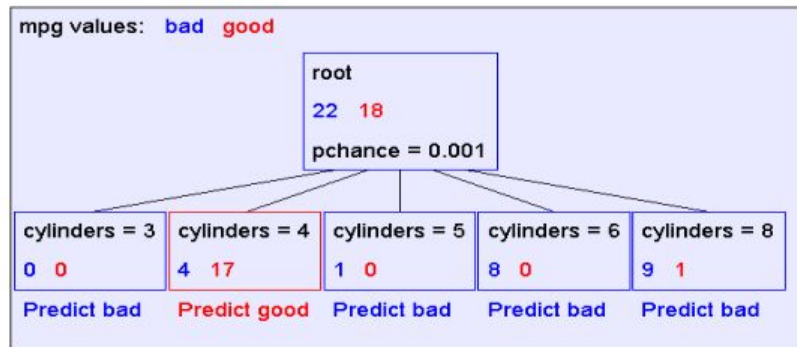 mpg values: bad good
root
22 18
pchance = 0.001
cylinders = 3 cylinders = 4 cylinders = 5 cylinders = 6 cylinders = 8
0 0 4 17 1 0 8 0 9 1
Predict bad Predict good Predict bad Predict bad Predict bad